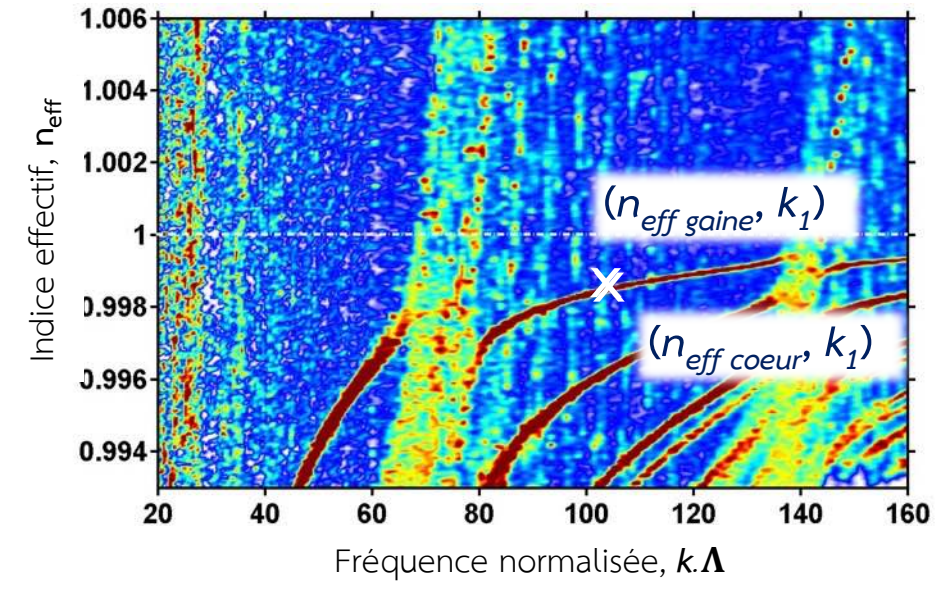 1.006
1.004
1.002
1
0.998
0.996
0.994
Indice effectif, neff
(neff gaine, k1)
X
(neff coeur, k1)
20 40 60 80 100 120 140 160
Fréquence normalisée, k.Λ